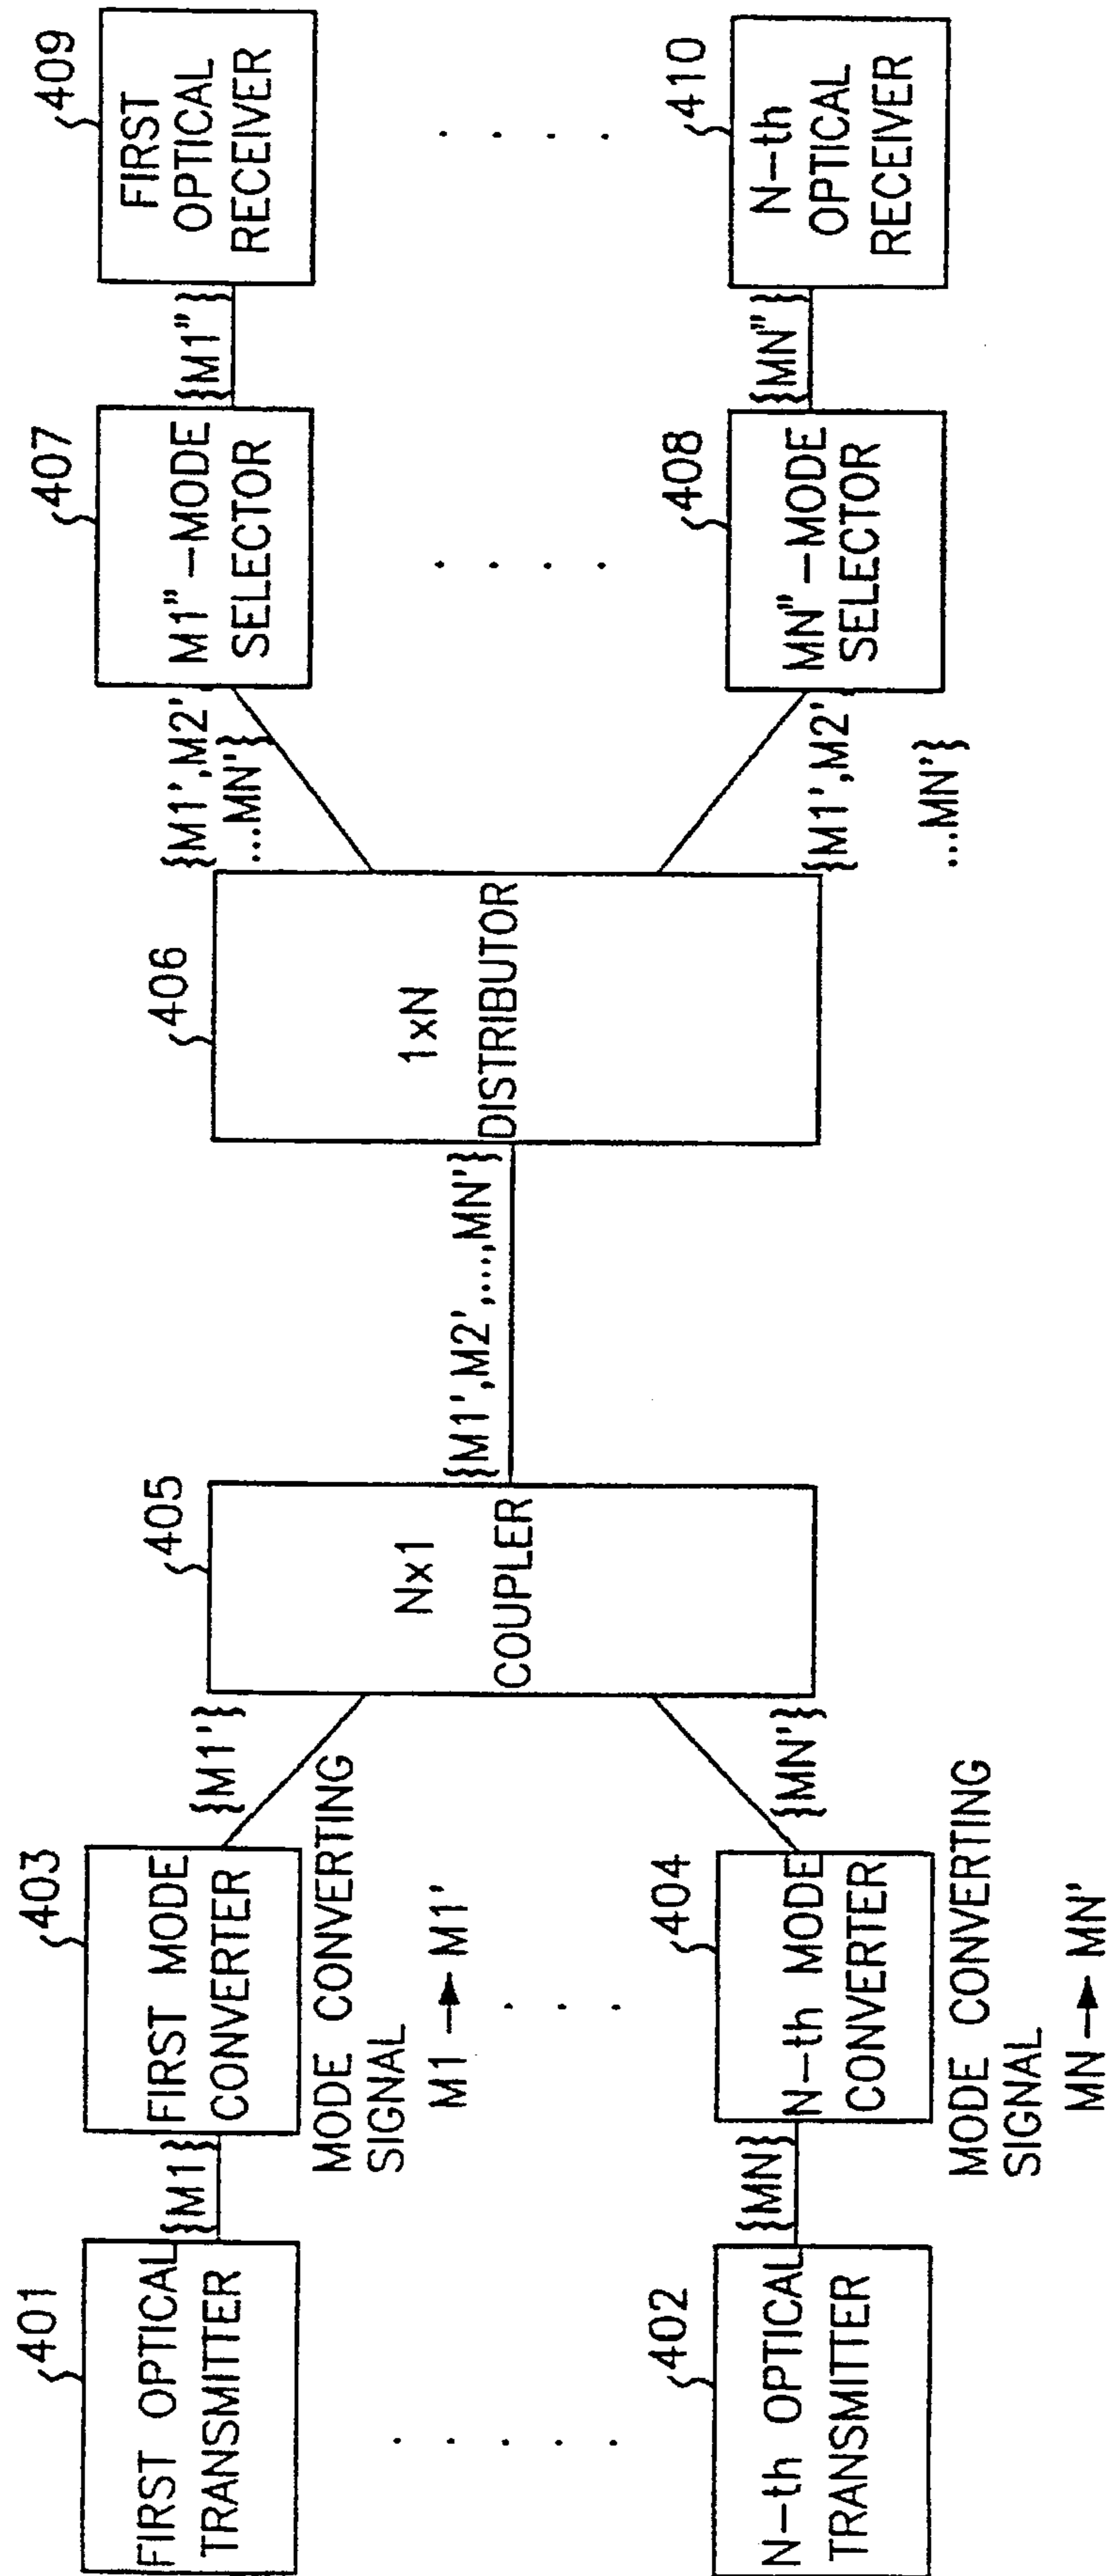 401
FIRST OPTICAL
TRANSMITTER
{M1}
403
FIRST MODE
CONVERTER
MODE CONVERTING
SIGNAL
M1 → M1'
{M1'}
402
N-th OPTICAL
TRANSMITTER
{MN}
404
N-th MODE
CONVERTER
MODE CONVERTING
SIGNAL
MN → MN'
{MN'}
405
Nx1
COUPLER
{M1',M2',...,MN'}
406
1xN
DISTRIBUTOR
{M1',M2'
....MN'}
407
M1"-MODE
SELECTOR
{M1"}
409
FIRST
OPTICAL
RECEIVER
{M1',M2'
....MN'}
408
MN"-MODE
SELECTOR
{MN"}
410
N-th
OPTICAL
RECEIVER